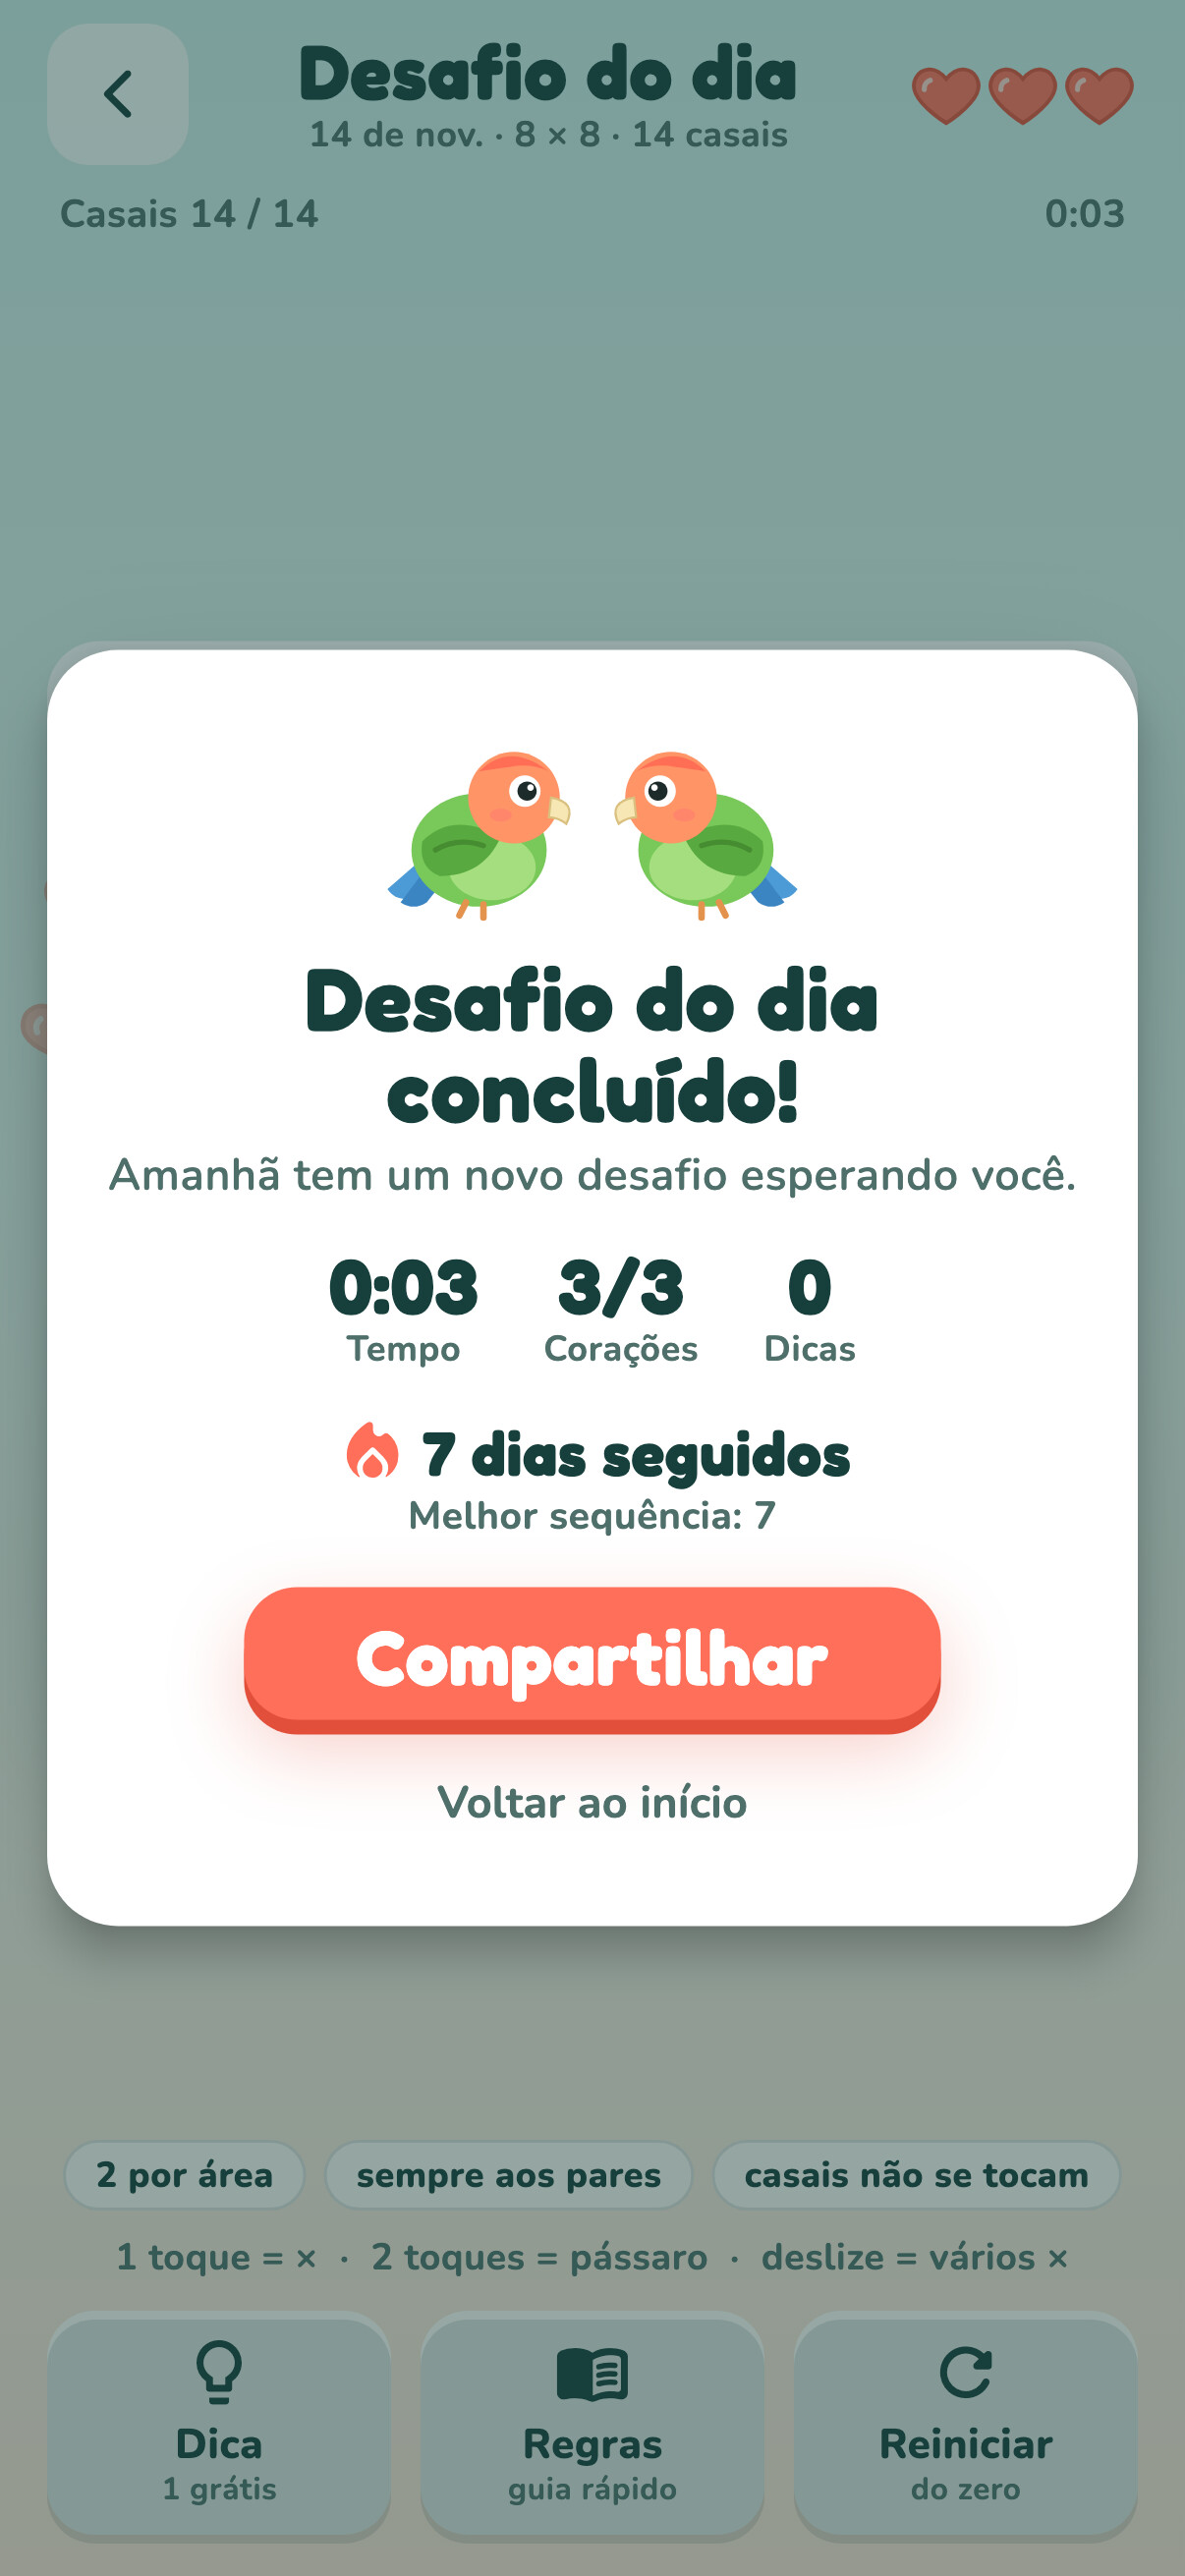 Desafio do dia
14 de nov. · 8 × 8 · 14 casais
Casais 14 / 14
0:03
Desafio do dia
concluído!
Amanhã tem um novo desafio esperando você.
0:03 3/3 0
Tempo Corações Dicas
7 dias seguidos
Melhor sequência: 7
Compartilhar
Voltar ao início
2 por área sempre aos pares casais não se tocam
1 toque = × · 2 toques = pássaro · deslize = vários ×
Dica Regras Reiniciar
1 grátis guia rápido do zero